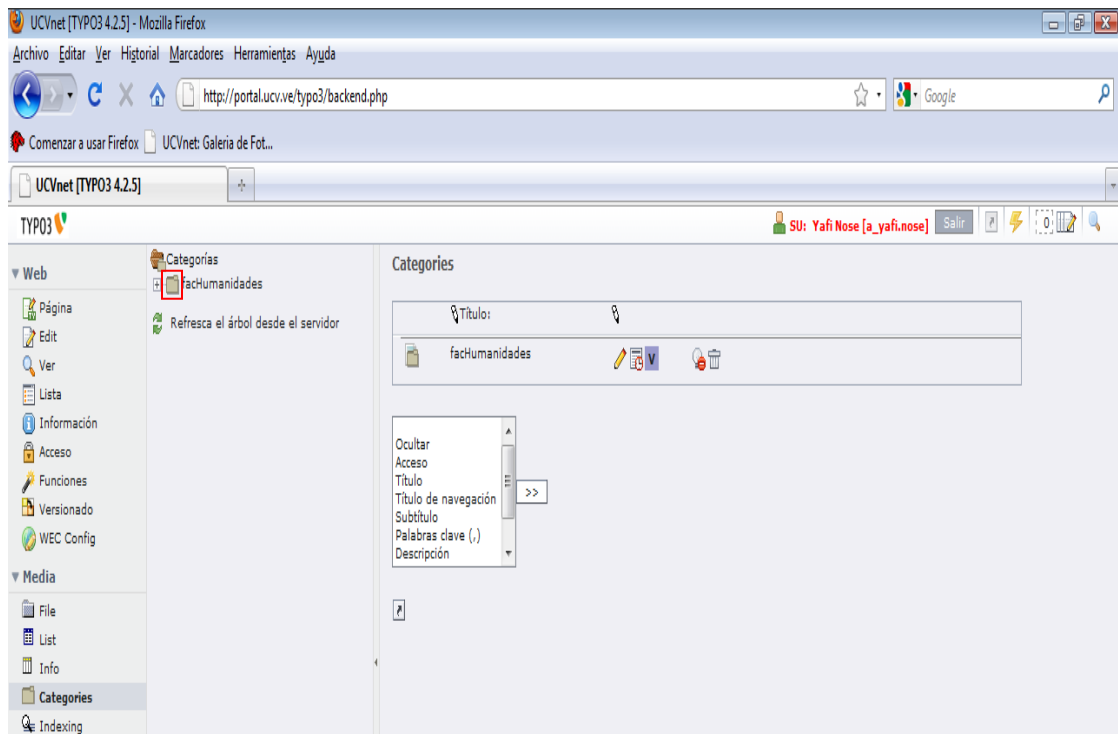 UCVnet [TYPO3 4.2.5] - Mozilla Firefox
Archivo Editar Ver Historial Marcadores Herramientas Ayuda
http://portal.ucv.ve/typo3/backend.php
Google
Comenzar a usar Firefox UCVnet: Galeria de Fot...
UCVnet [TYPO3 4.2.5]
TYPO3
SU: Yafi Nose [a_yafi.nose] Salir 0
Web
Página
Edit
Ver
Lista
Información
Acceso
Funciones
Versionado
WEC Config
Media
File
List
Info
Categories
Indexing
Categorías
facHumanidades
Refresca el árbol desde el servidor
Categories
Título:
facHumanidades
V
Ocultar
Acceso
Título
Título de navegación
Subtítulo
Palabras clave (,)
Descripción
>>